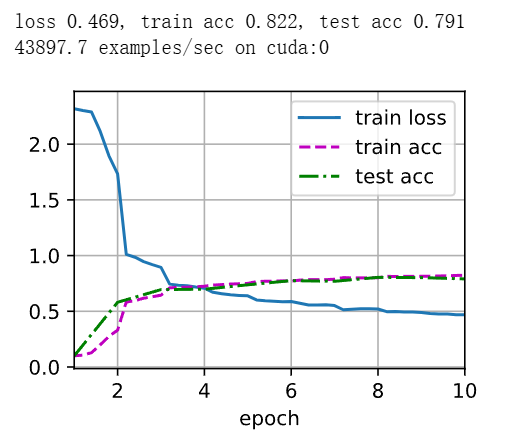 loss 0.469, train acc 0.822, test acc 0.791
43897.7 examples/sec on cuda:0
train loss
train acc
test acc
2.0
1.5
1.0
0.5
0.0
2 4 6 8 10
epoch